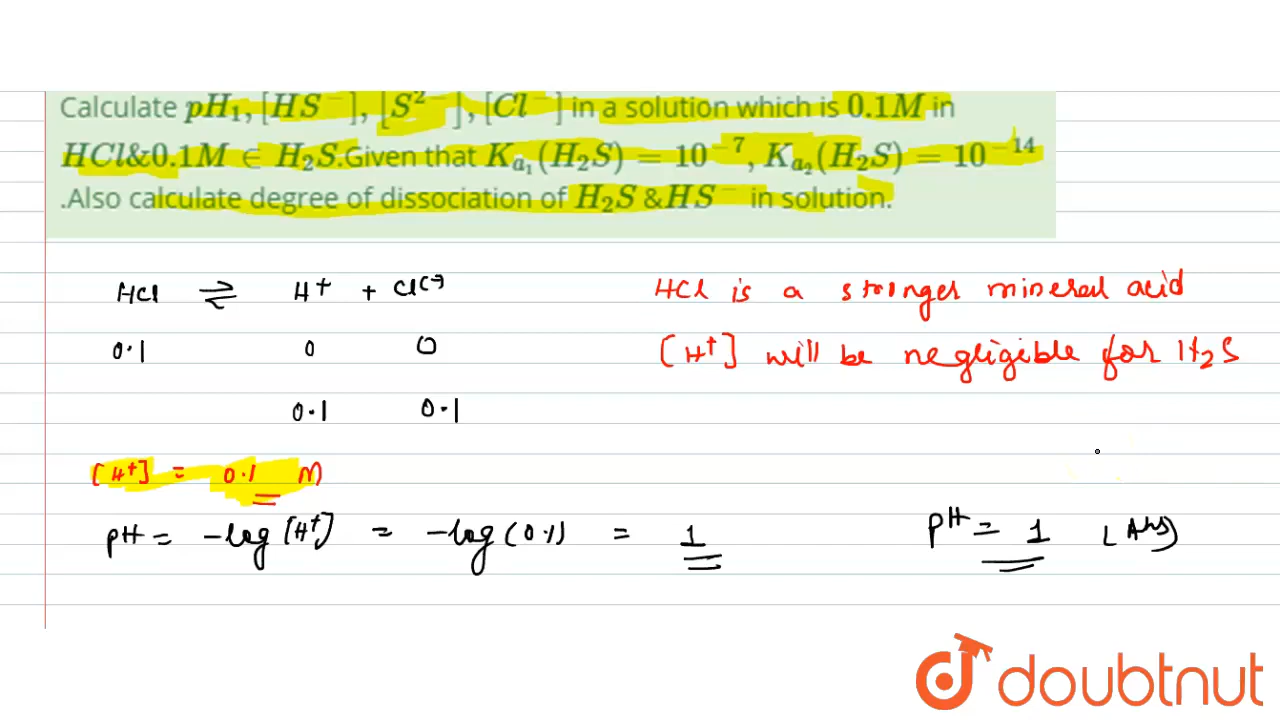 Calculate pH₁, [HS⁻], [S²⁻], [Cl⁻] in a solution which is 0.1M in
HCl&0.1M ∈ H₂S.Given that Kₐ₁(H₂S) = 10⁻⁷, Kₐ₂(H₂S) = 10⁻¹⁴
.Also calculate degree of dissociation of H₂S &HS⁻ in solution.
HCl ⇌ H⁺ + Cl(-)
HCl is a stronger mineral acid
0.1 0 0
[H⁺] will be negligible for H₂S
0.1 0.1
[H⁺] = 0.1 M
pH = -log [H⁺] = -log (0.1) = 1
pH = 1 (Ans)
doubtnut